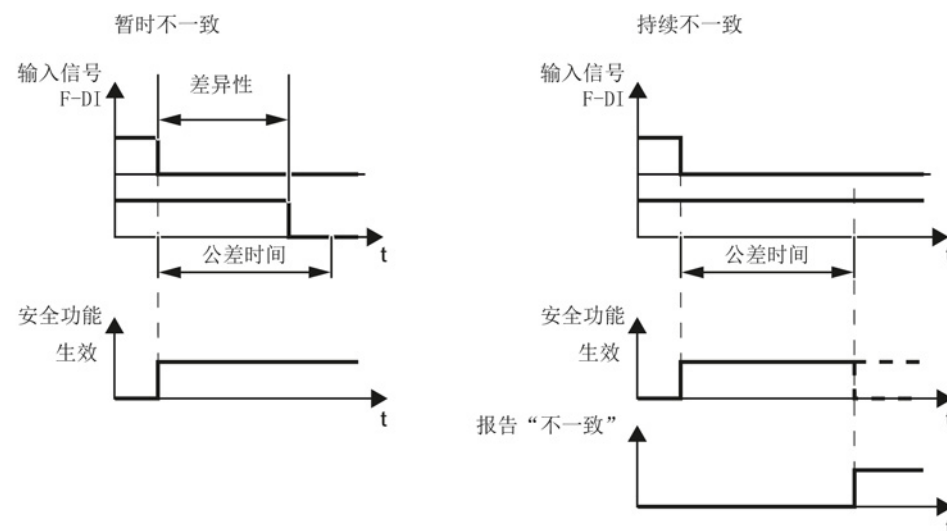 暂时不一致
输入信号
F-DI
差异性
t
公差时间
安全功能
生效
t
持续不一致
输入信号
F-DI
公差时间
安全功能
生效
报告“不一致”